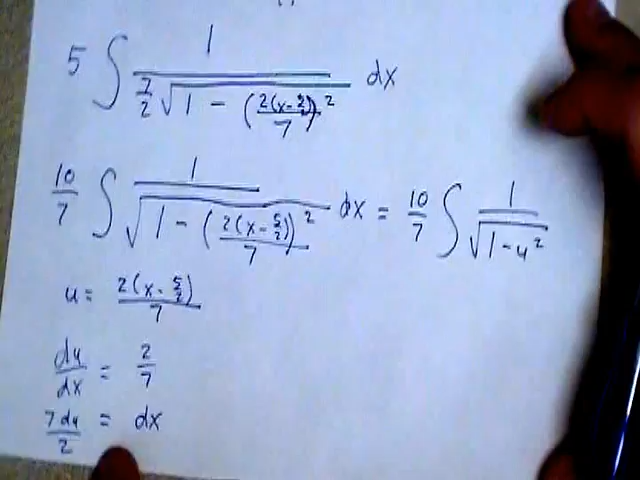 5 ∫ 1 / (7/2 √(1 - (2(x - 5/2)/7)²)) dx
10/7 ∫ 1 / √(1 - (2(x - 5/2)/7)²) dx = 10/7 ∫ 1 / √(1 - u²)
u = 2(x - 5/2)/7
du/dx = 2/7
7du/2 = dx